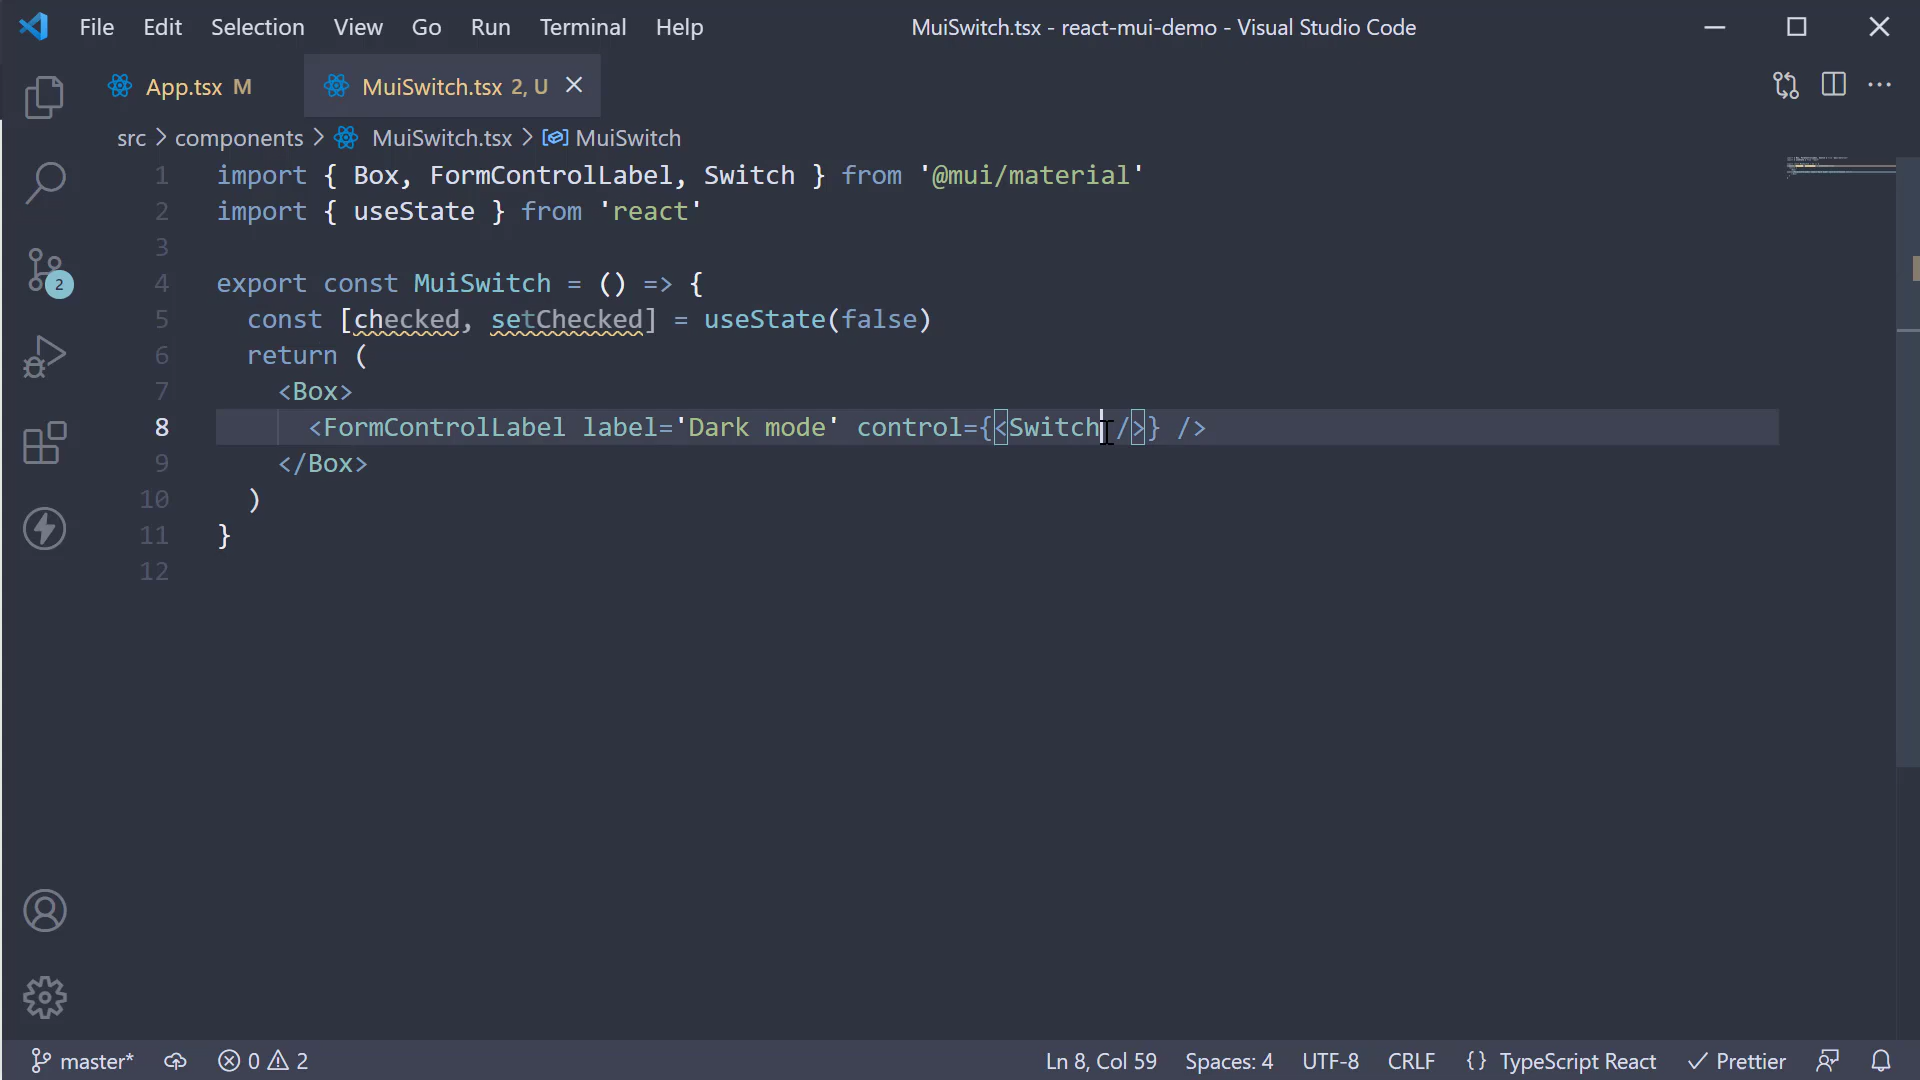 File Edit Selection View Go Run Terminal Help MuiSwitch.tsx - react-mui-demo - Visual Studio Code
App.tsx M MuiSwitch.tsx 2, U
src > components > MuiSwitch.tsx > MuiSwitch
1 import { Box, FormControlLabel, Switch } from '@mui/material'
2 import { useState } from 'react'
3
4 export const MuiSwitch = () => {
5 const [checked, setChecked] = useState(false)
6 return (
7 <Box>
8 <FormControlLabel label='Dark mode' control={<Switch />} />
9 </Box>
10 )
11 }
12
2
master* 0 2 Ln 8, Col 59 Spaces: 4 UTF-8 CRLF {} TypeScript React Prettier